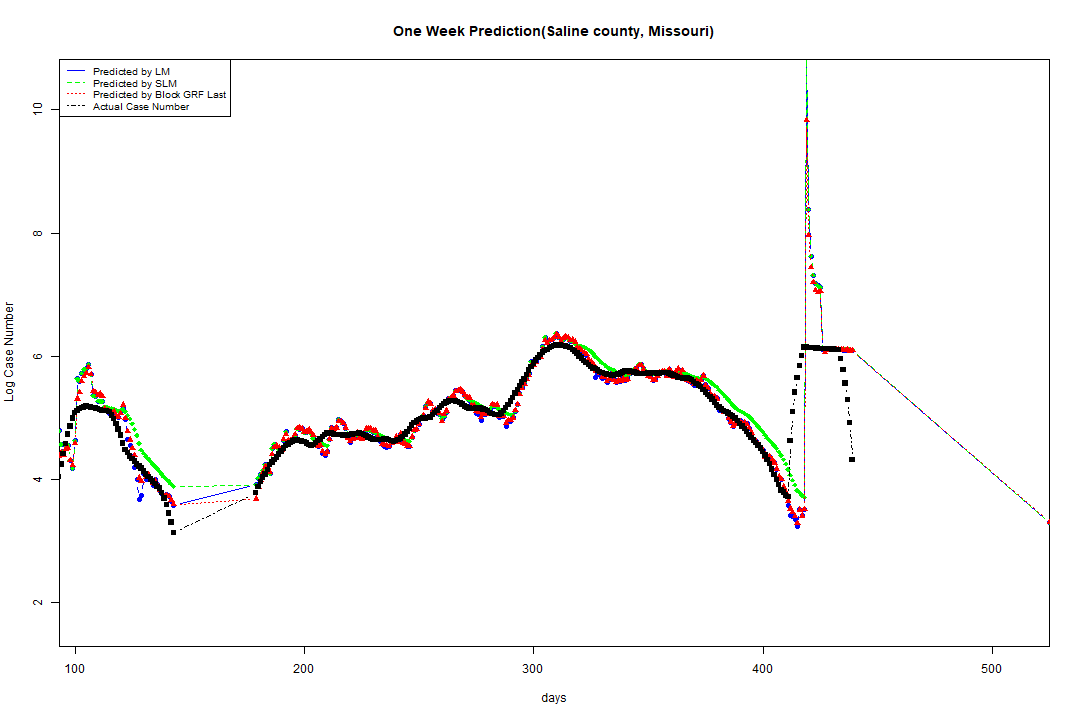 One Week Prediction(Saline county, Missouri)
Predicted by LM
Predicted by SLM
Predicted by Block GRF Last
Actual Case Number
Log Case Number
10
8
6
4
2
100 200 300 400 500
days